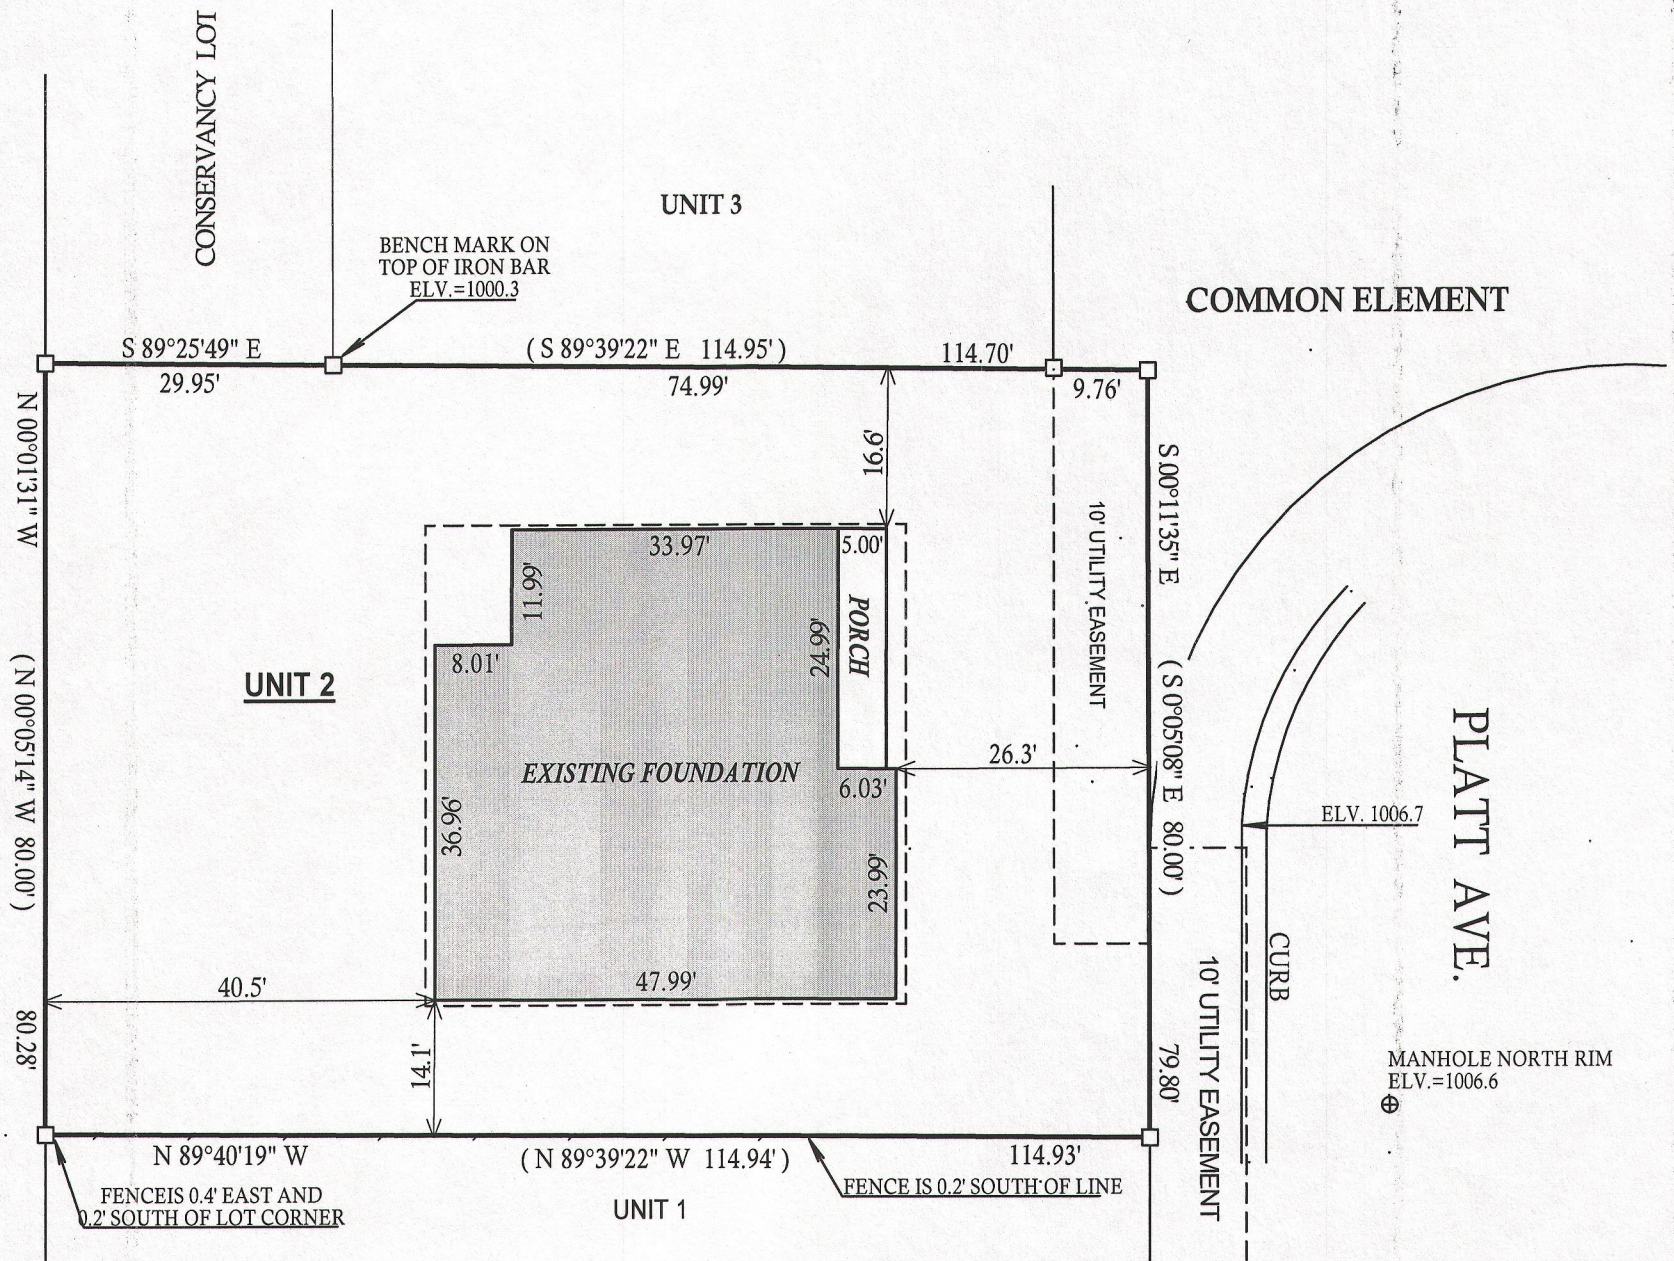 CONSERVANCY LOT
UNIT 3
BENCH MARK ON
TOP OF IRON BAR
ELV.=1000.3
COMMON ELEMENT
S 89°25'49" E
( S 89°39'22" E 114.95' )
114.70'
29.95'
74.99'
9.76'
N 00°01'31" W
( N 00°05'14" W 80.00' )
80.28'
16.6'
S 00°11'35" E
( S 0°05'08" E 80.00' )
79.80'
10' UTILITY EASEMENT
33.97'
5.00'
11.99'
24.99'
PORCH
8.01'
UNIT 2
EXISTING FOUNDATION
26.3'
6.03'
36.96'
23.99'
47.99'
40.5'
14.1'
PLATT AVE.
ELV. 1006.7
CURB
10' UTILITY EASEMENT
MANHOLE NORTH RIM
ELV.=1006.6
N 89°40'19" W
( N 89°39'22" W 114.94' )
114.93'
FENCEIS 0.4' EAST AND
0.2' SOUTH OF LOT CORNER
FENCE IS 0.2' SOUTH OF LINE
UNIT 1